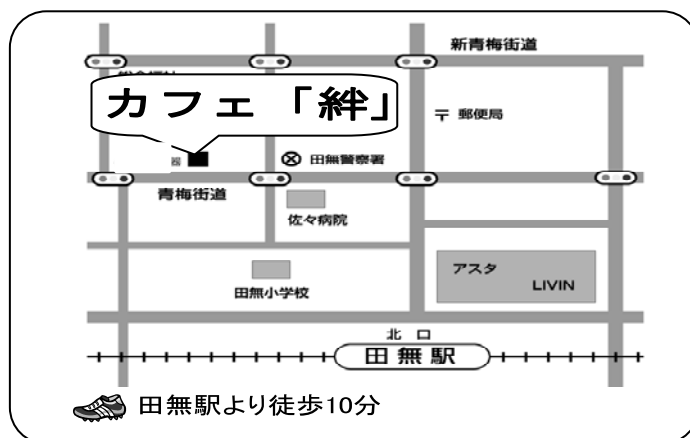 新青梅街道
カフェ「絆」
〒 郵便局
田無警察署
青梅街道
佐々病院
アスタ
LIVIN
田無小学校
北口
田無駅
田無駅より徒歩10分